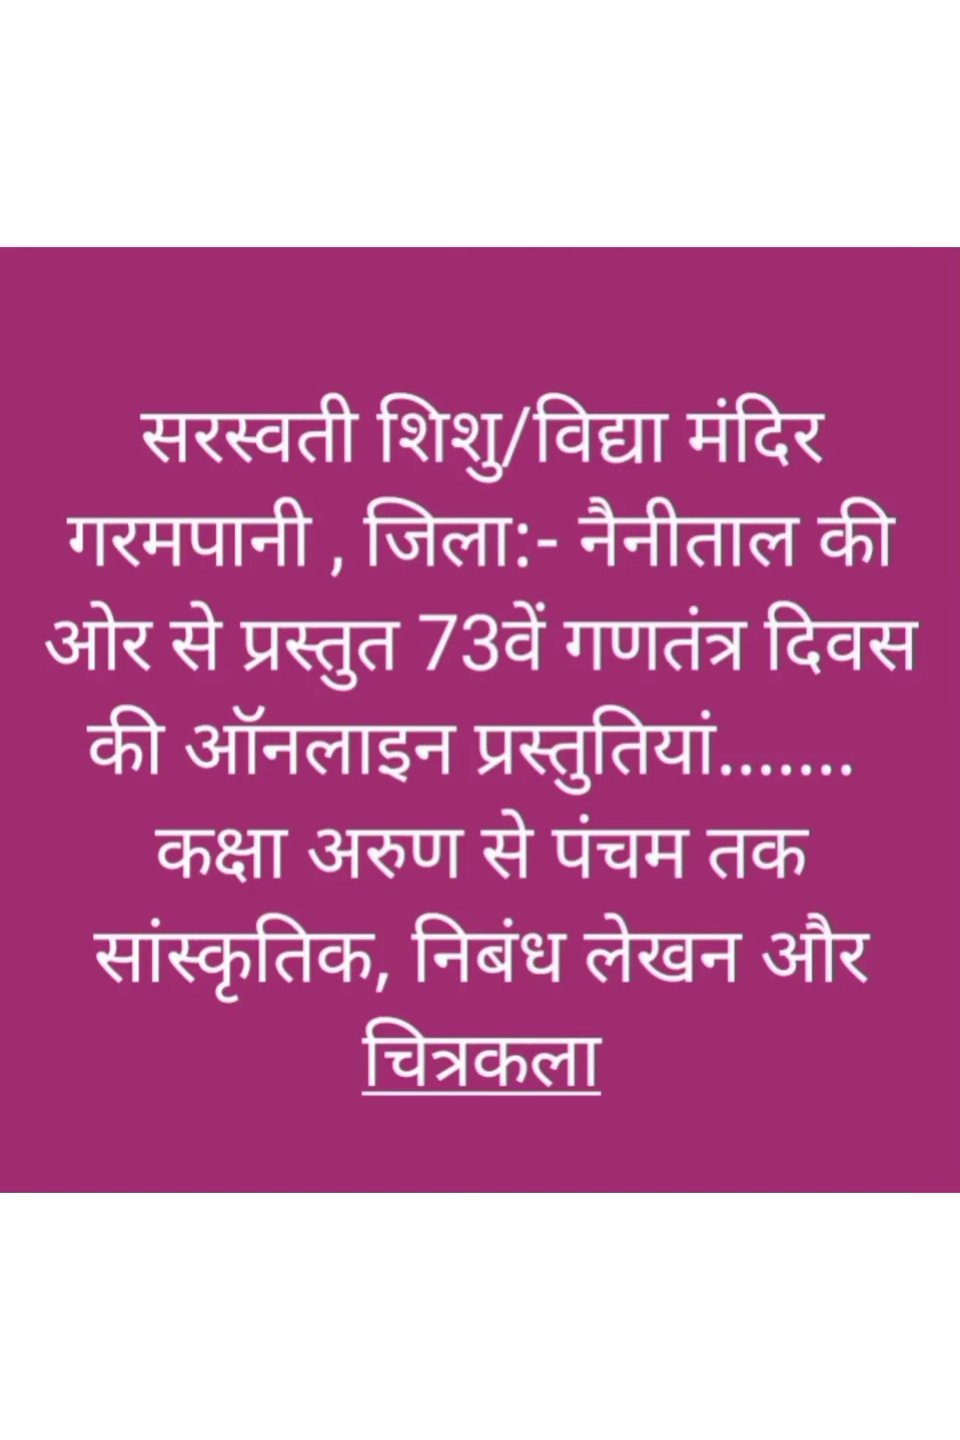 सरस्वती शिशु/विद्या मंदिर
गरमपानी , जिला:- नैनीताल की
ओर से प्रस्तुत 73वें गणतंत्र दिवस
की ऑनलाइन प्रस्तुतियां.......
कक्षा अरुण से पंचम तक
सांस्कृतिक, निबंध लेखन और
चित्रकला